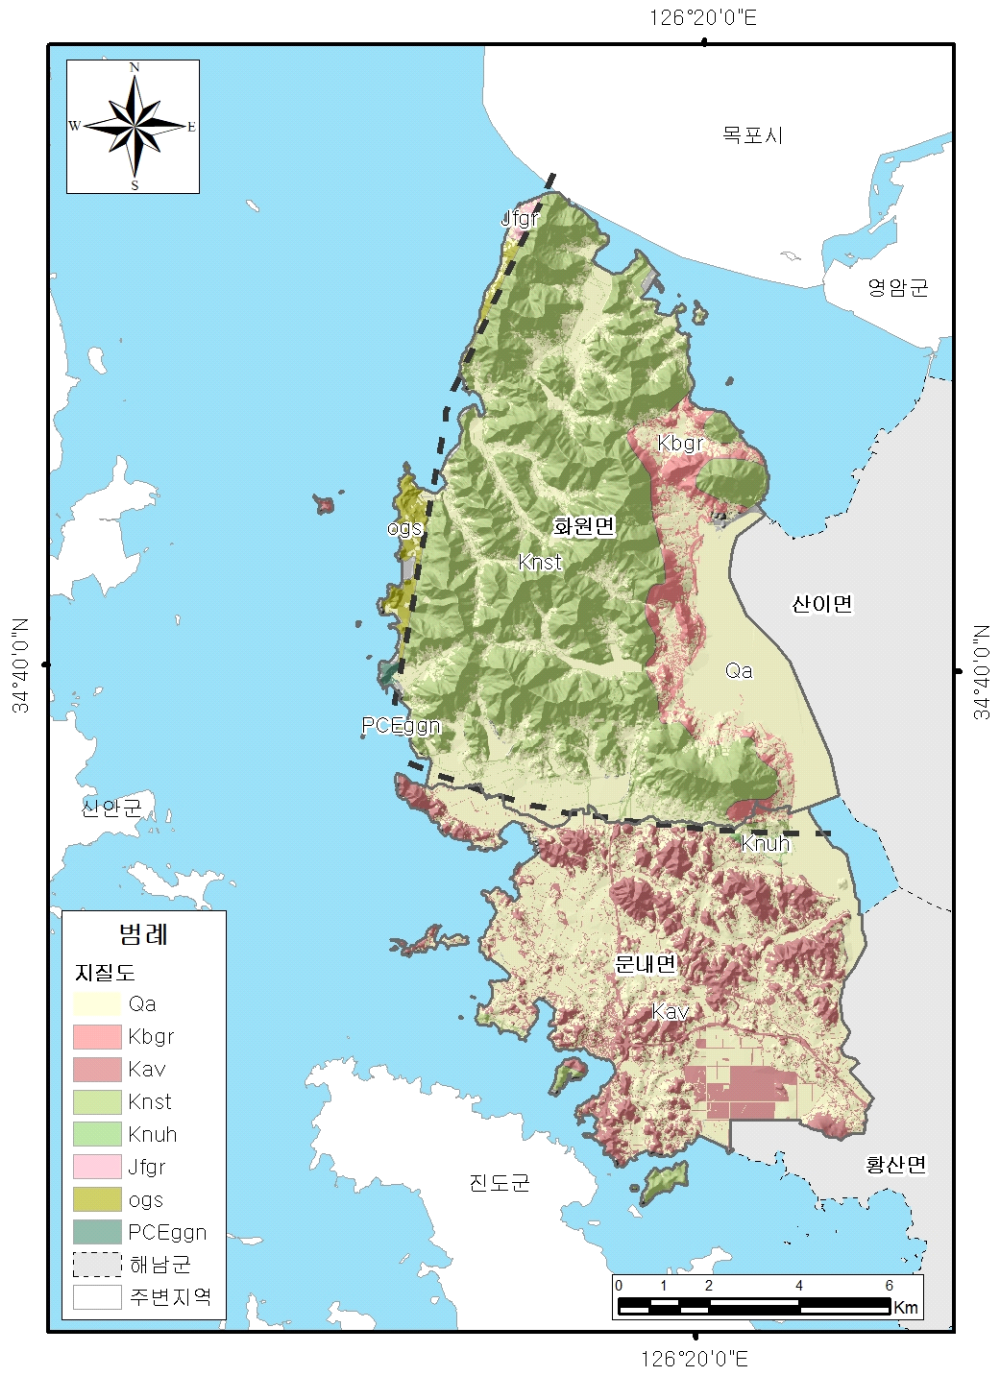 126°20'0"E
N
W
E
S
목포시
Jfgr
영암군
Kbgr
ogs
화원면
Knst
산이면
34°40'0"N
34°40'0"N
Qa
PCEggn
신안군
Knuh
문내면
Kav
황산면
진도군
범례
지질도
Qa
Kbgr
Kav
Knst
Knuh
Jfgr
ogs
PCEggn
해남군
주변지역
0 1 2 4 6
Km
126°20'0"E